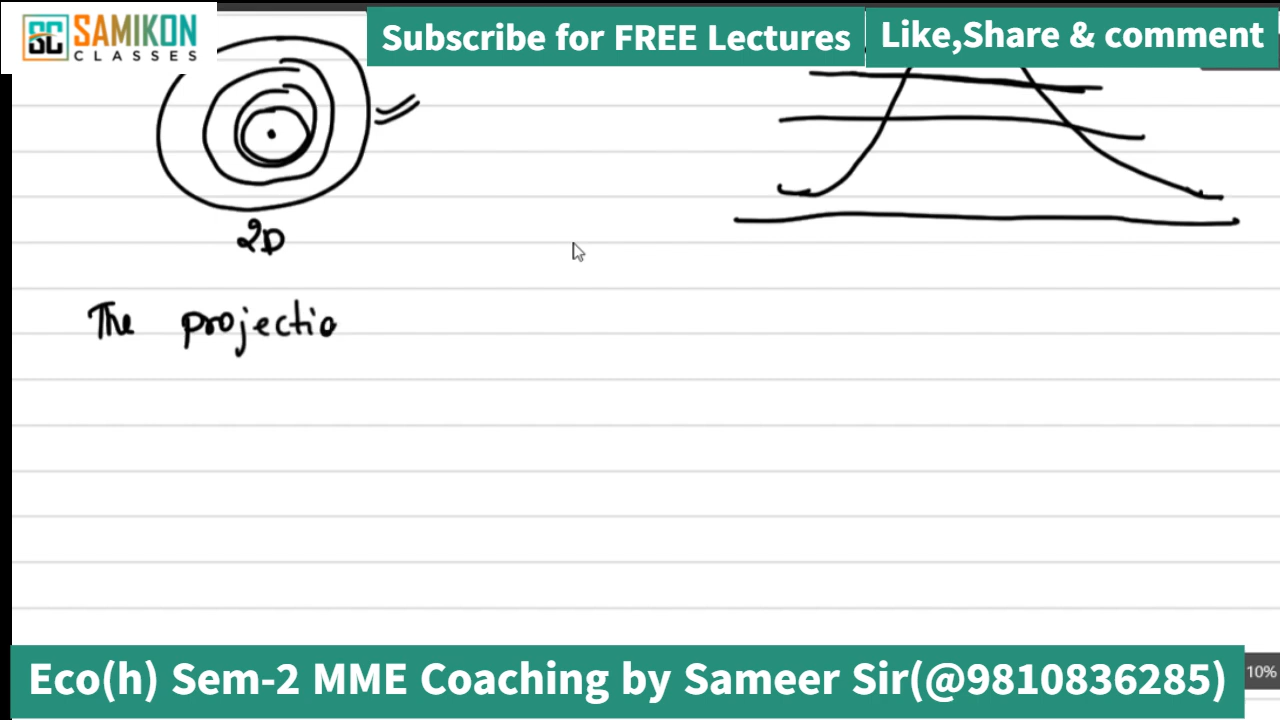 SC SAMIKON
CLASSES
Subscribe for FREE Lectures
Like,Share & comment
2D
The projectio
Eco(h) Sem-2 MME Coaching by Sameer Sir(@9810836285)
10%